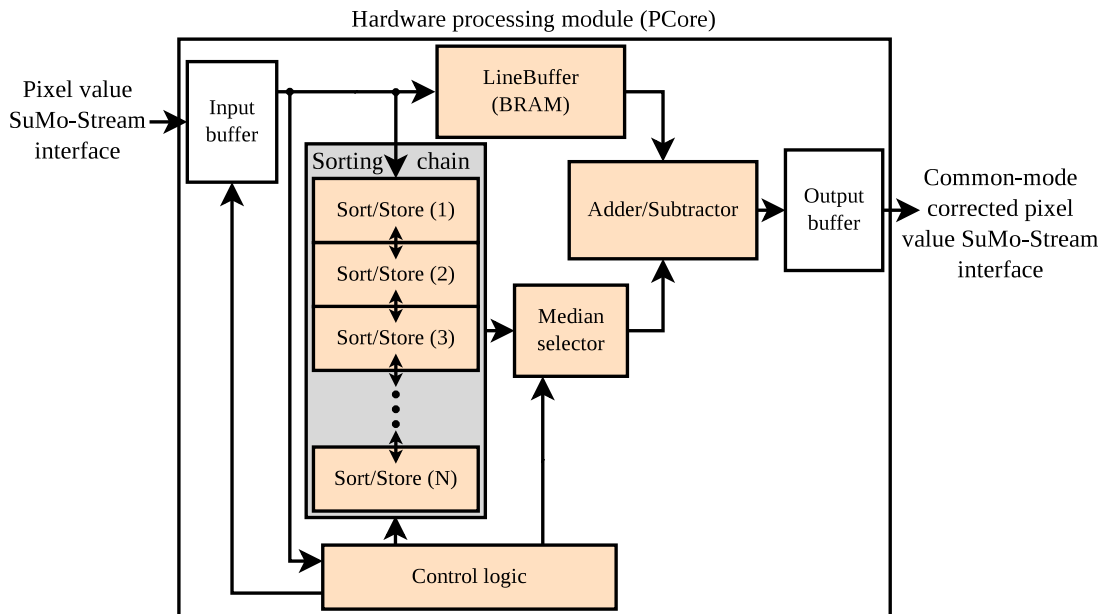 Hardware processing module (PCore)
Pixel value
SuMo-Stream
interface
Input
buffer
LineBuffer
(BRAM)
Sorting chain
Sort/Store (1)
Sort/Store (2)
Sort/Store (3)
Sort/Store (N)
Median
selector
Adder/Subtractor
Output
buffer
Common-mode
corrected pixel
value SuMo-Stream
interface
Control logic